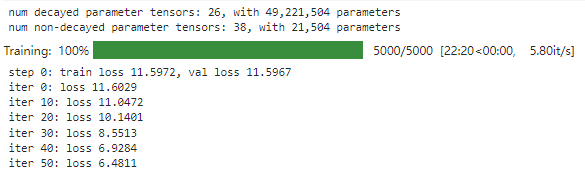 num decayed parameter tensors: 26, with 49,221,504 parameters
num non-decayed parameter tensors: 38, with 21,504 parameters
Training: 100% 5000/5000 [22:20<00:00, 5.80it/s]
step 0: train loss 11.5972, val loss 11.5967
iter 0: loss 11.6029
iter 10: loss 11.0472
iter 20: loss 10.1401
iter 30: loss 8.5513
iter 40: loss 6.9284
iter 50: loss 6.4811